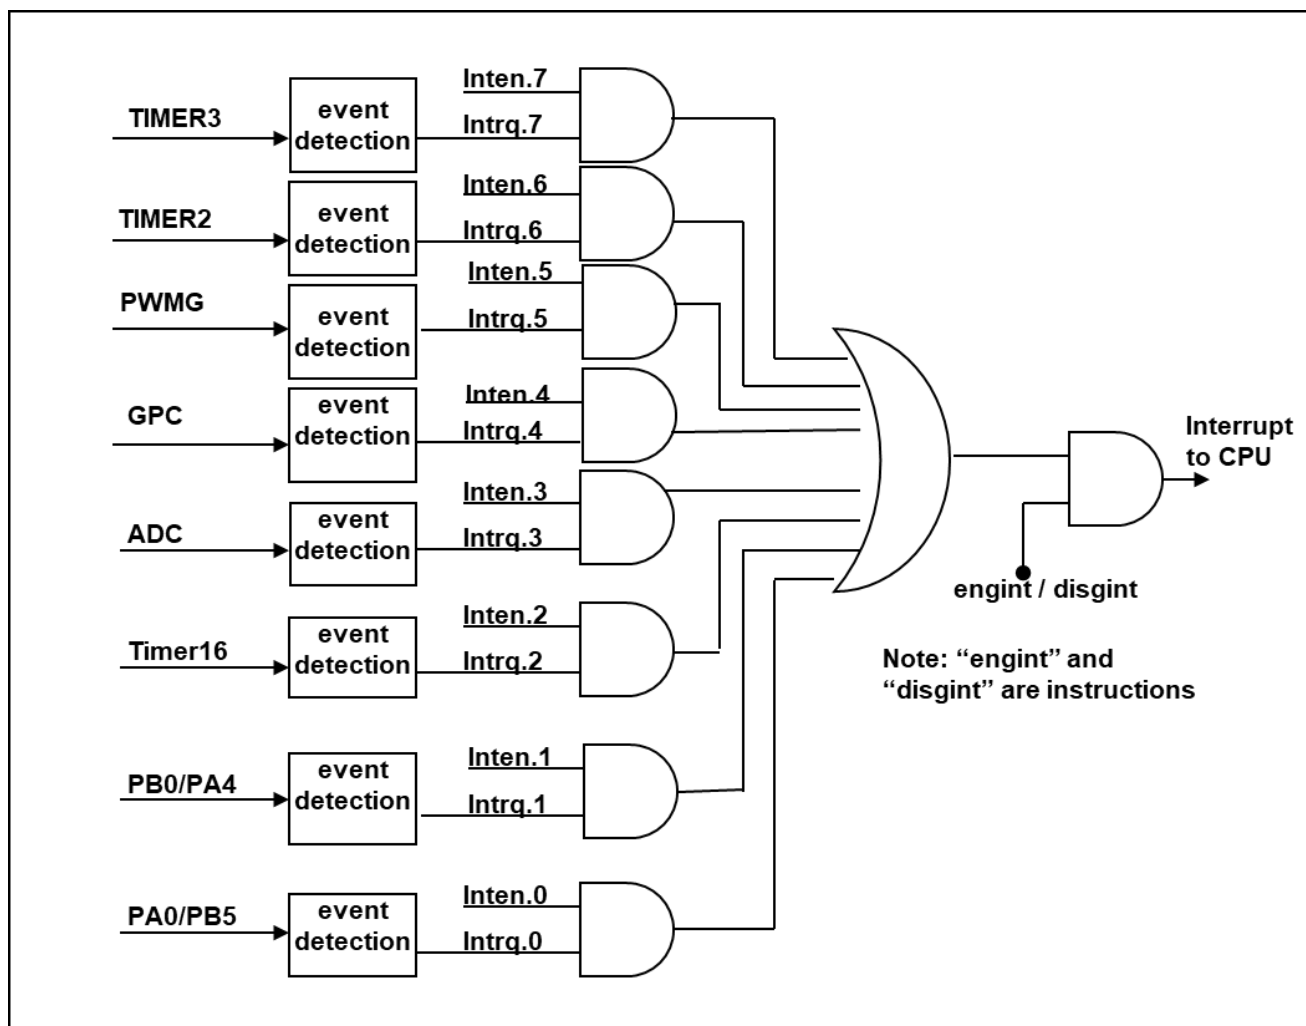 TIMER3
event
detection
Inten.7
Intrq.7
TIMER2
event
detection
Inten.6
Intrq.6
PWMG
event
detection
Inten.5
Intrq.5
GPC
event
detection
Inten.4
Intrq.4
ADC
event
detection
Inten.3
Intrq.3
Timer16
event
detection
Inten.2
Intrq.2
PB0/PA4
event
detection
Inten.1
Intrq.1
PA0/PB5
event
detection
Inten.0
Intrq.0
Interrupt
to CPU
engint / disgint
Note: “engint” and
“disgint” are instructions